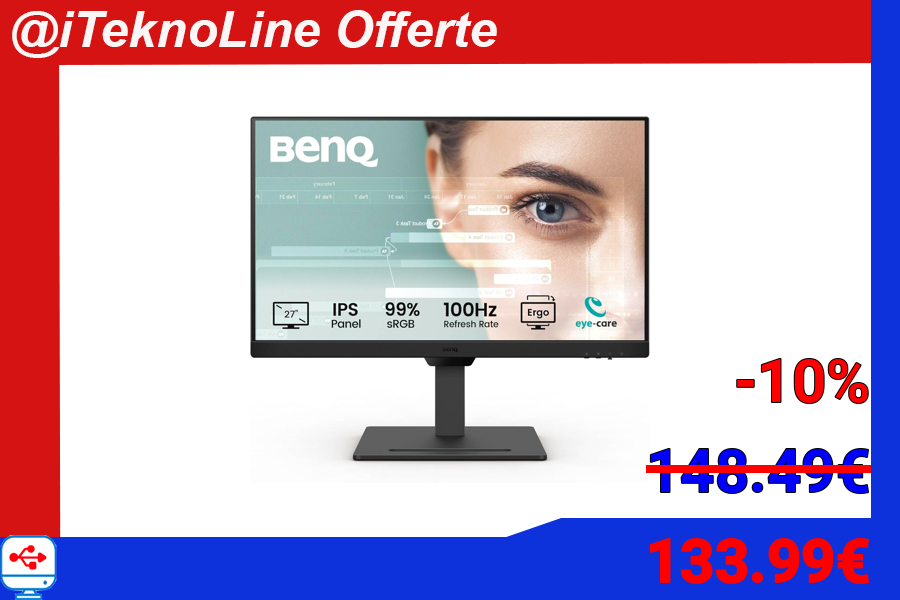 @iTeknoLine Offerte
BenQ
27"
IPS
Panel
99%
sRGB
100Hz
Refresh Rate
Ergo
eye-care
BenQ
-10%
148.49€
133.99€